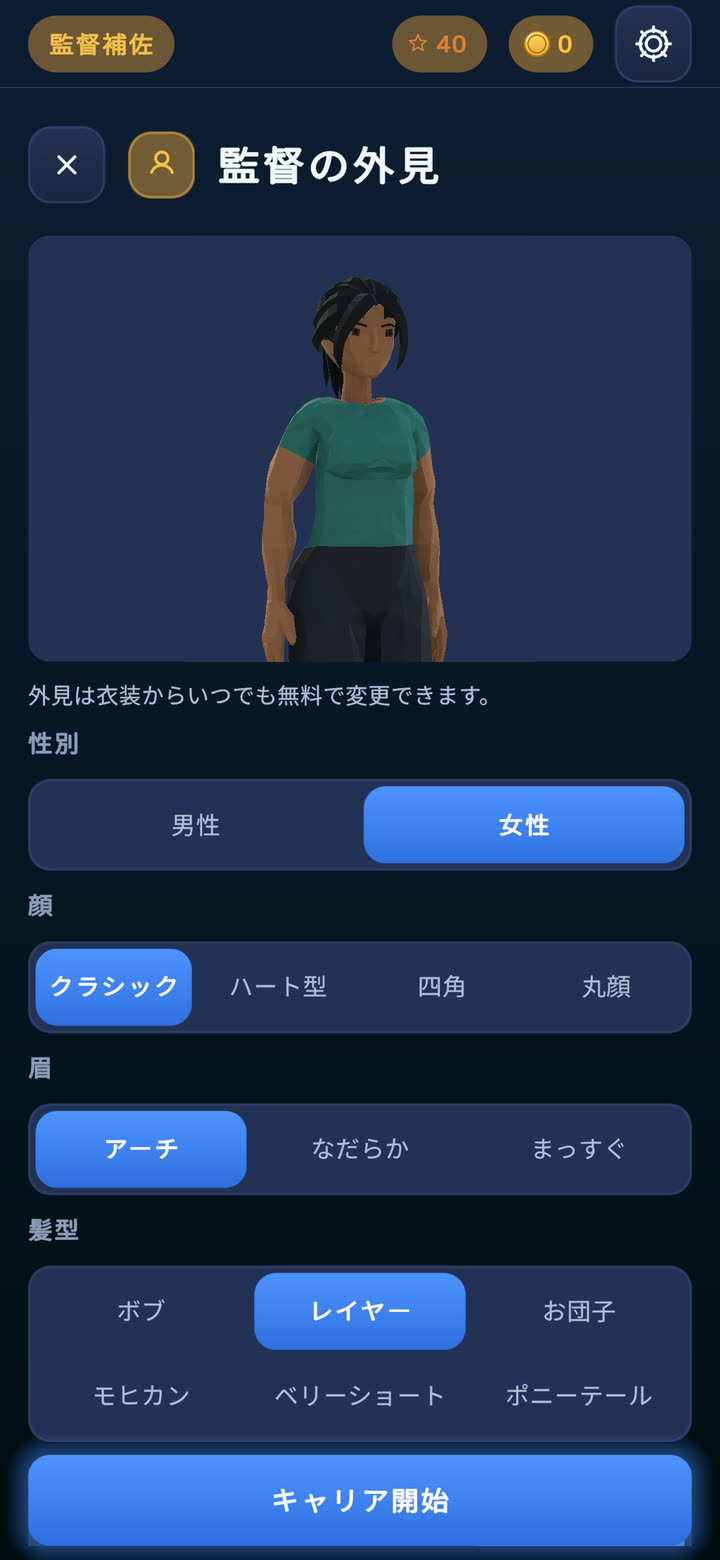 監督補佐
40
0
監督の外見
外見は衣装からいつでも無料で変更できます。
性別
男性
女性
顔
クラシック
ハート型
四角
丸顔
眉
アーチ
なだらか
まっすぐ
髪型
ボブ
レイヤー
お団子
モヒカン
ベリーショート
ポニーテール
キャリア開始